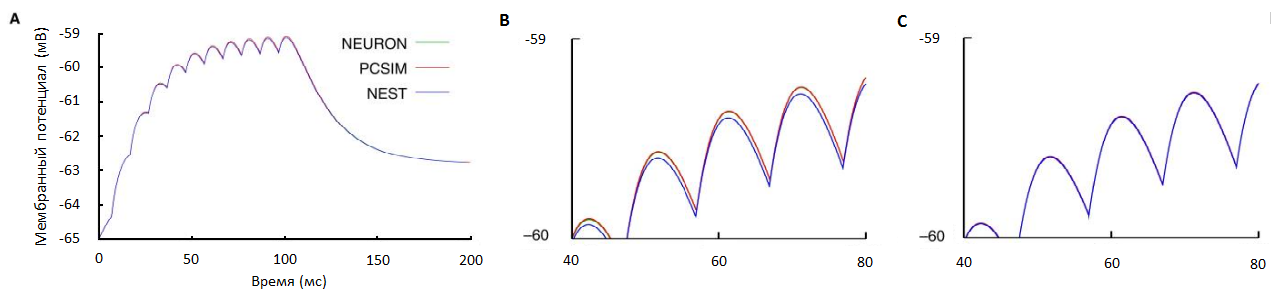 A
Мембранный потенциал (мВ)
-59
-60
-61
-62
-63
-64
-65
0
50
100
150
200
Время (мс)
NEURON
PCSIM
NEST
B
-59
−60
40
60
80
C
-59
−60
40
60
80